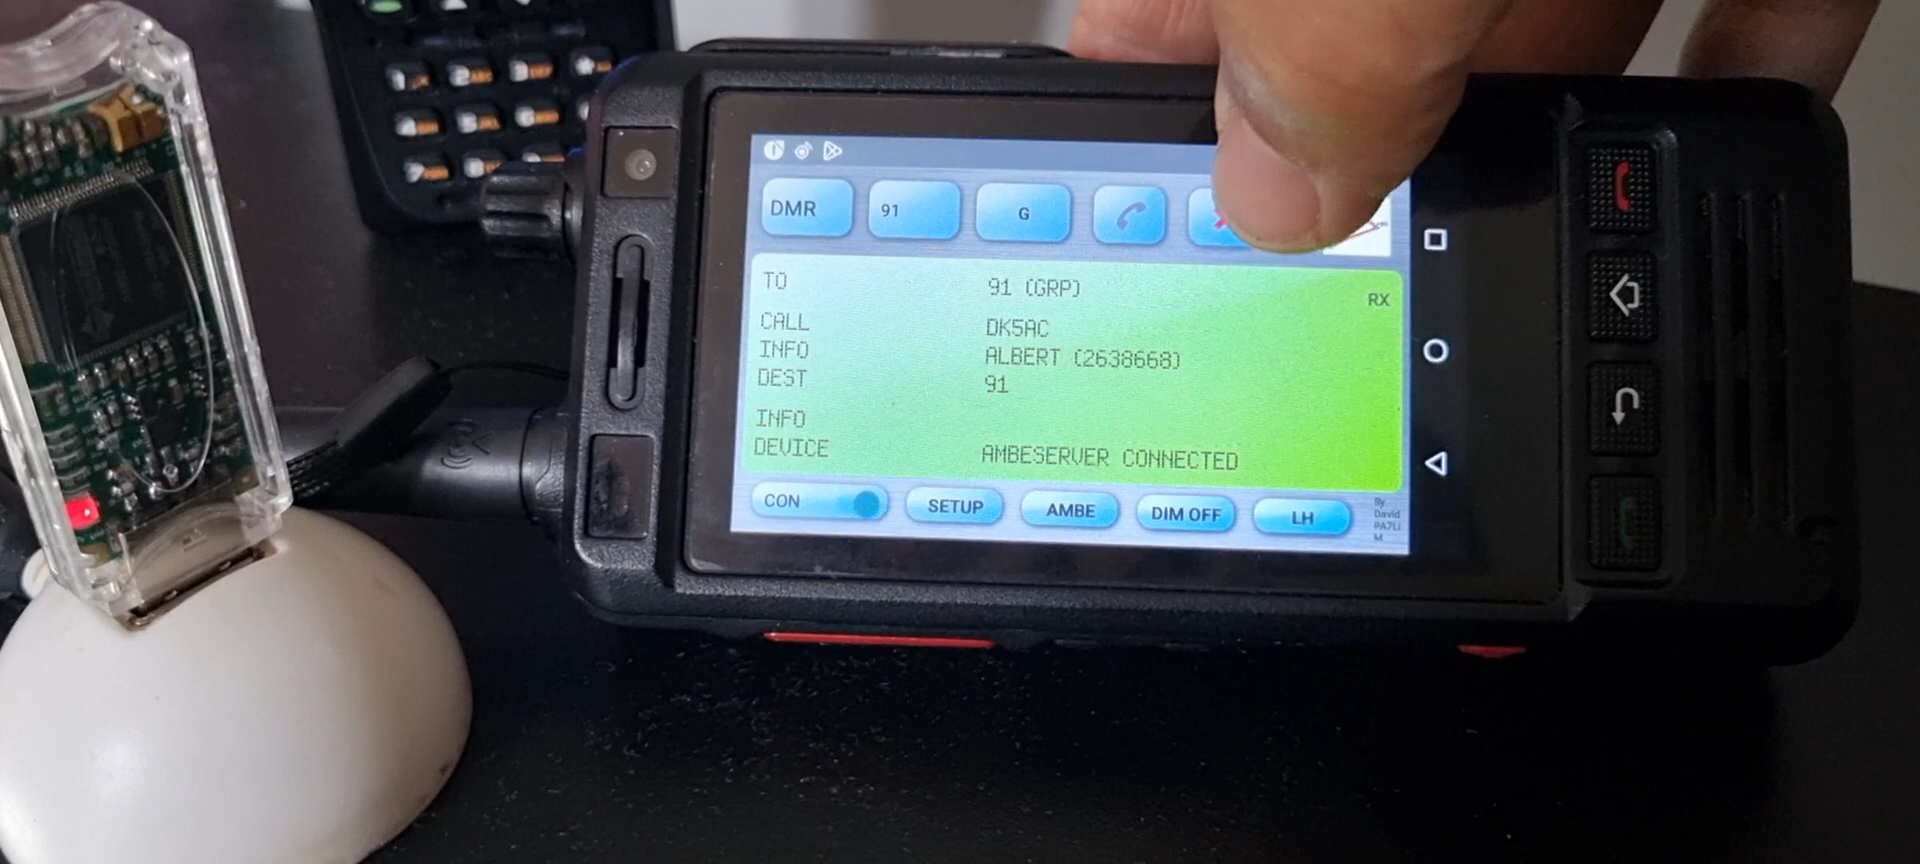 DMR 91 G
TO 91 (GRP)
RX
CALL DK5AC
INFO ALBERT (2638668)
DEST 91
INFO
DEVICE AMBESERVER CONNECTED
CON SETUP AMBE DIM OFF LH
By
David
PA7LI
M